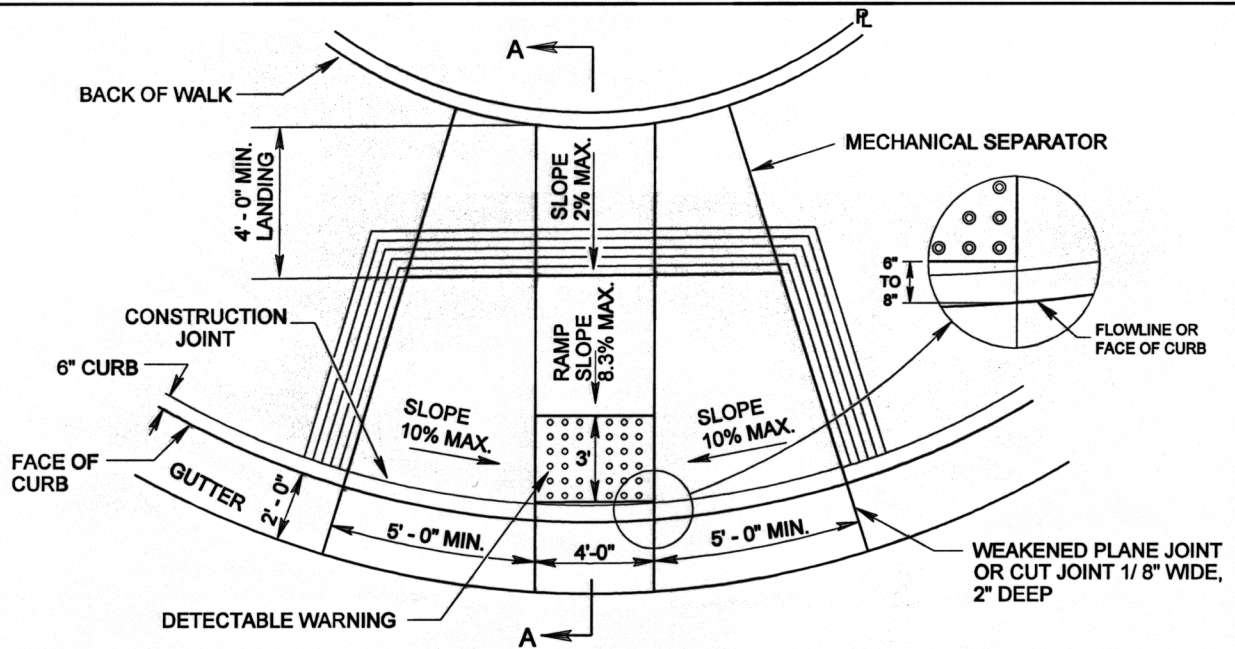 PL
A
BACK OF WALK
MECHANICAL SEPARATOR
4' - 0" MIN.
LANDING
SLOPE
2% MAX.
6"
TO
8"
FLOWLINE OR
FACE OF CURB
CONSTRUCTION
JOINT
RAMP
SLOPE
8.3% MAX.
6" CURB
SLOPE
10% MAX.
SLOPE
10% MAX.
3'
FACE OF
CURB
GUTTER
2' - 0"
5' - 0" MIN.
4'-0"
5' - 0" MIN.
WEAKENED PLANE JOINT
OR CUT JOINT 1/ 8" WIDE,
2" DEEP
DETECTABLE WARNING
A